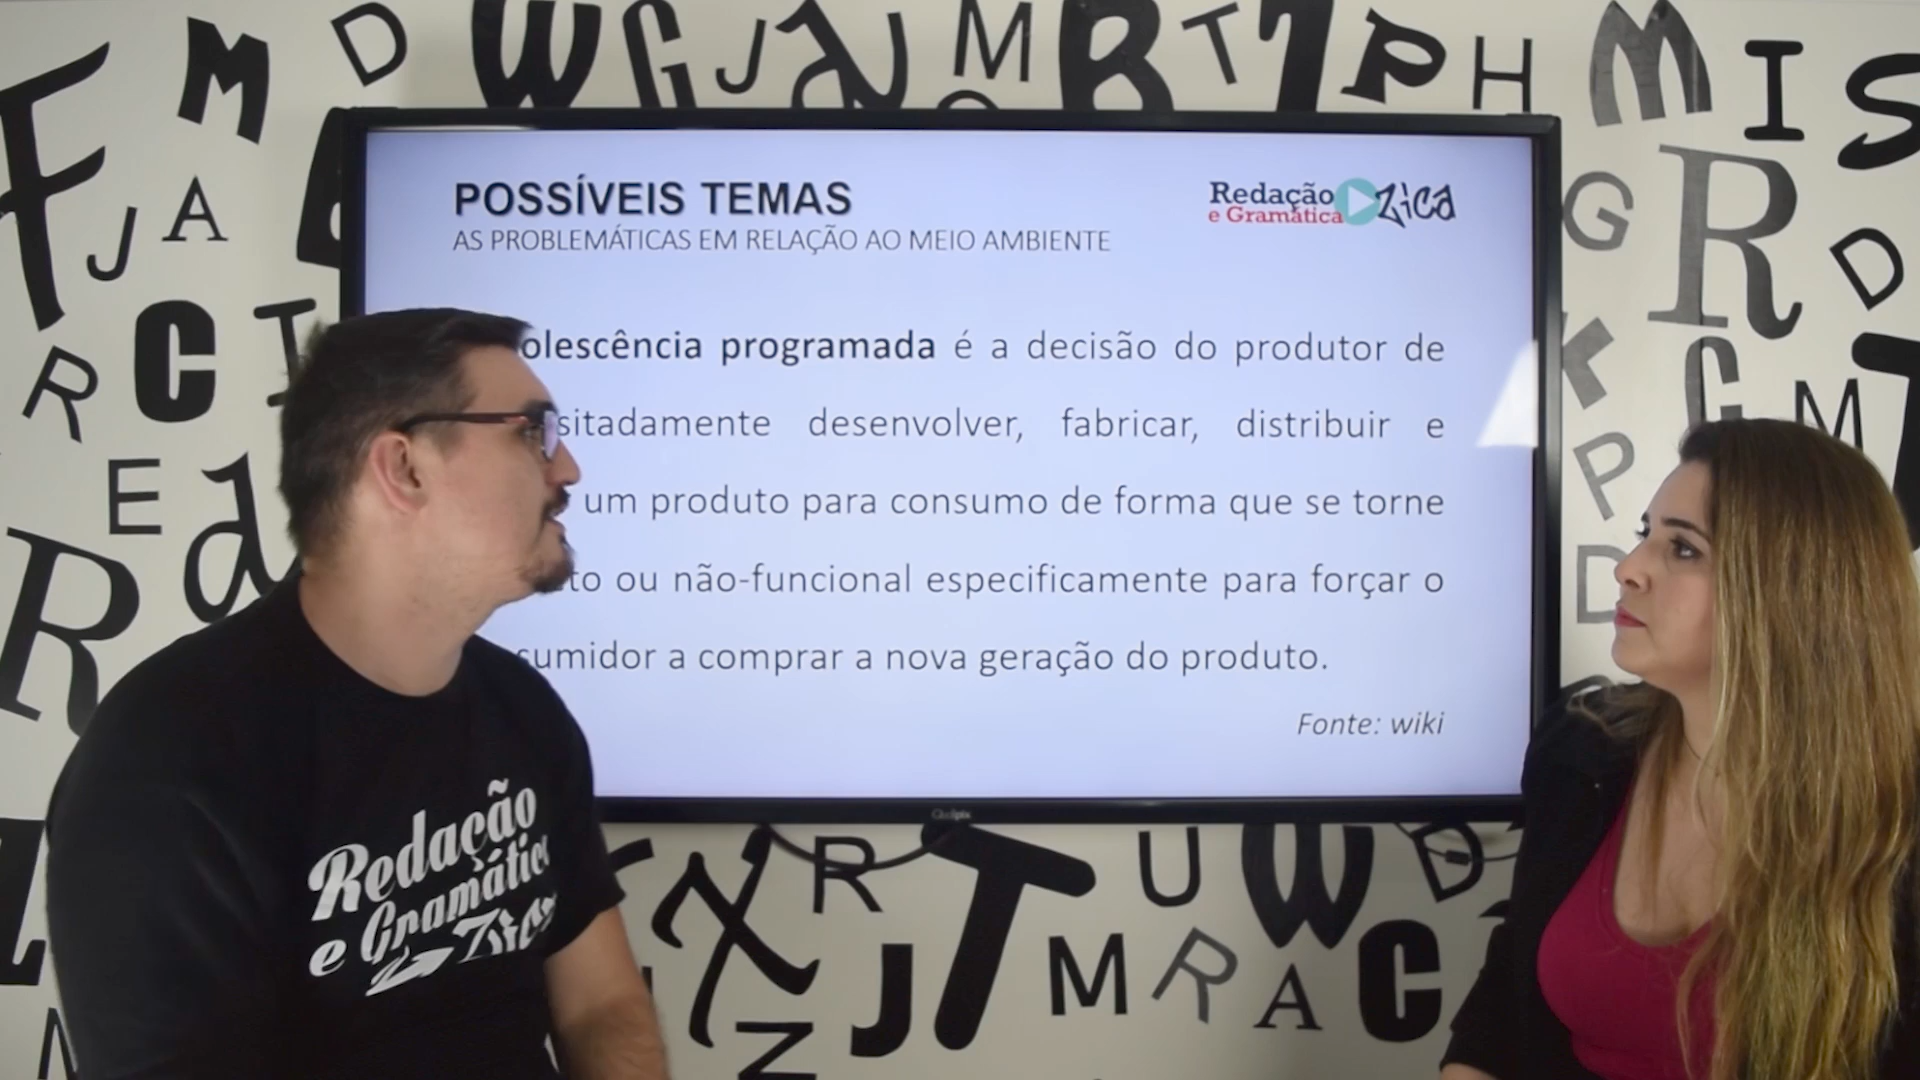 POSSÍVEIS TEMAS
AS PROBLEMÁTICAS EM RELAÇÃO AO MEIO AMBIENTE
Redação
e Gramática
Zica
olescência programada é a decisão do produtor de
sitadamente desenvolver, fabricar, distribuir e
um produto para consumo de forma que se torne
to ou não-funcional especificamente para forçar o
sumidor a comprar a nova geração do produto.
Fonte: wiki
Redação
e Gramática
Zica